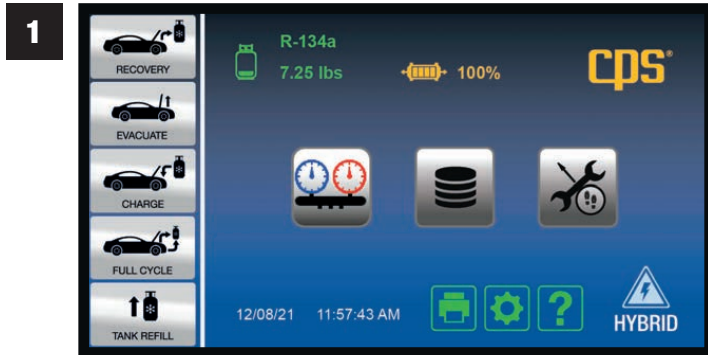 1
RECOVERY
EVACUATE
CHARGE
FULL CYCLE
TANK REFILL
R-134a
7.25 lbs
100%
cps®
12/08/21 11:57:43 AM
?
HYBRID